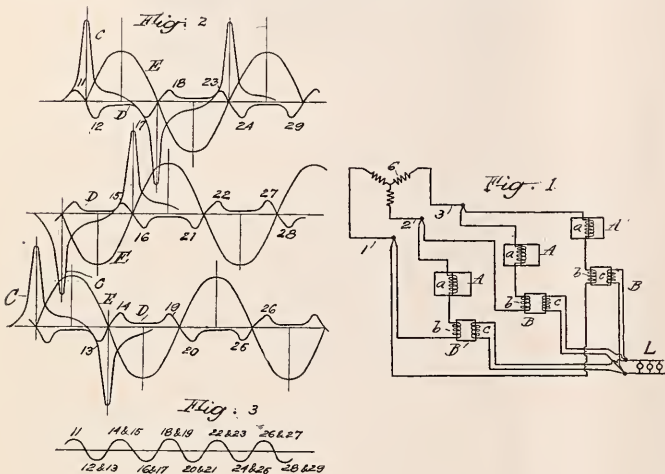 Fig: 2
C
E
11
12
D
17
18
23
24
29
D
15
16
E
21
22
27
28
C
C
E
13
14
D
19
20
25
26
Fig: 3
11
14&15
18&19
22&23
26&27
12&13
16&17
20&21
24&25
28&29
Fig 1.
6
1'
2'
3'
a
A
a
A
a
A'
b
c
B'
b
c
B
b
c
B
L